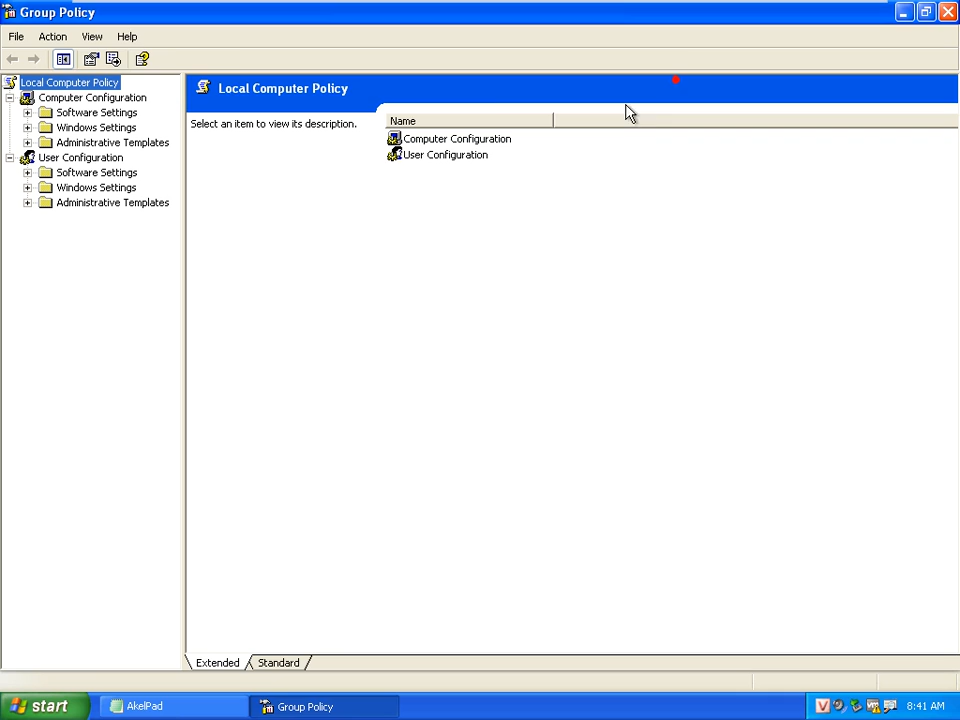 Group Policy
File Action View Help
Local Computer Policy
Computer Configuration
Software Settings
Windows Settings
Administrative Templates
User Configuration
Software Settings
Windows Settings
Administrative Templates
Local Computer Policy
Select an item to view its description.
Name
Computer Configuration
User Configuration
Extended Standard
start AkelPad Group Policy V 8:41 AM